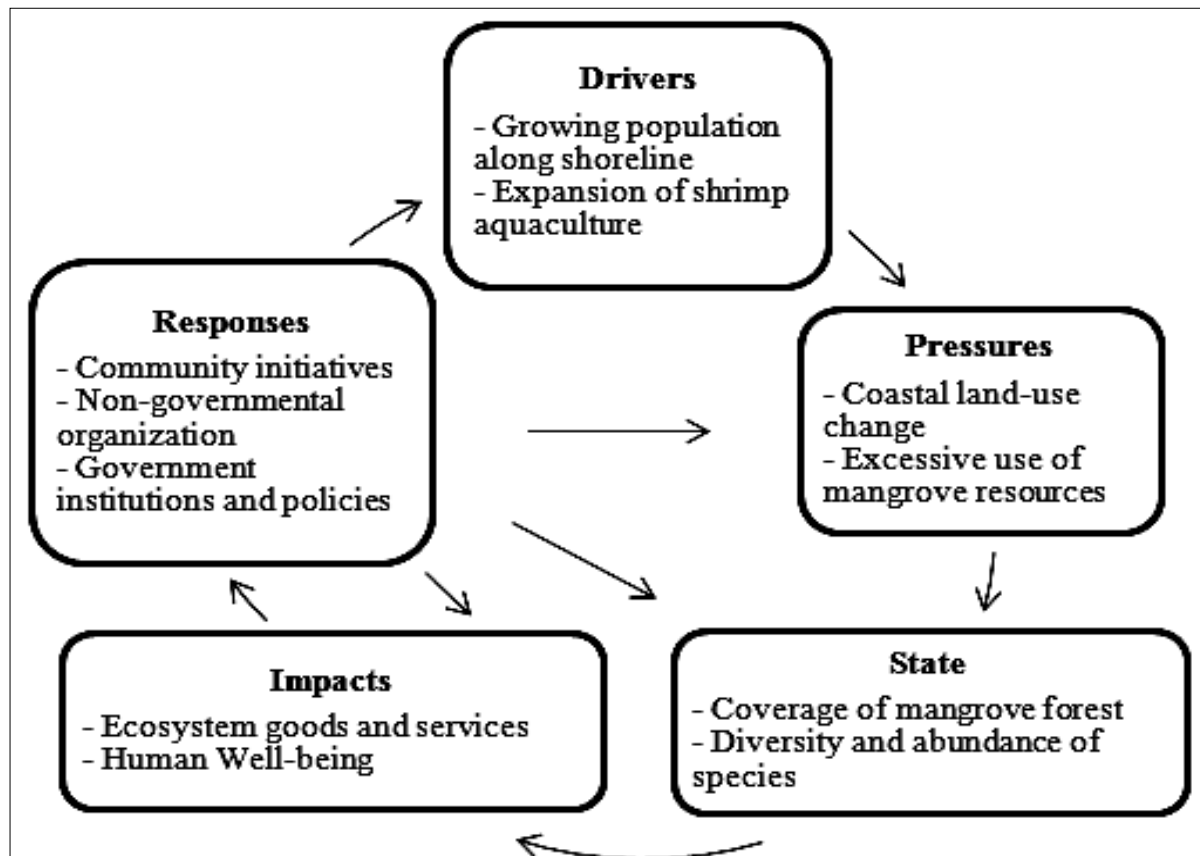 Drivers
- Growing population
along shoreline
- Expansion of shrimp
aquaculture
Responses
- Community initiatives
- Non-governmental
organization
- Government
institutions and policies
Pressures
- Coastal land-use
change
- Excessive use of
mangrove resources
Impacts
- Ecosystem goods and services
- Human Well-being
State
- Coverage of mangrove forest
- Diversity and abundance of
species